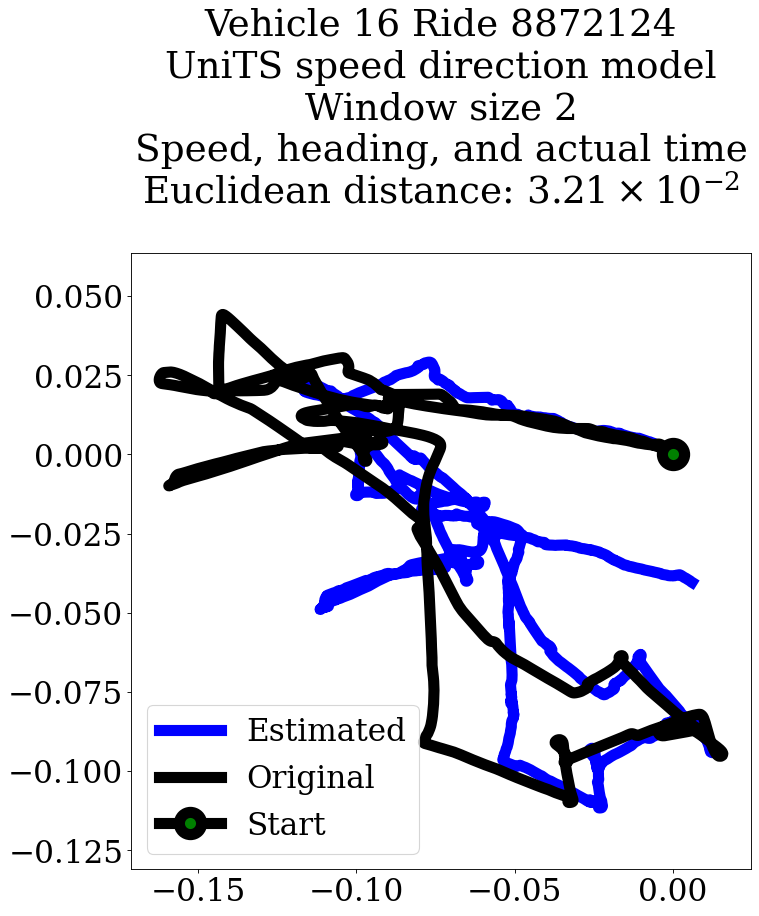 Vehicle 16 Ride 8872124
UniTS speed direction model
Window size 2
Speed, heading, and actual time
Euclidean distance: 3.21 × 10⁻²
0.050
0.025
0.000
−0.025
−0.050
−0.075
−0.100
−0.125
Estimated
Original
Start
−0.15 −0.10 −0.05 0.00